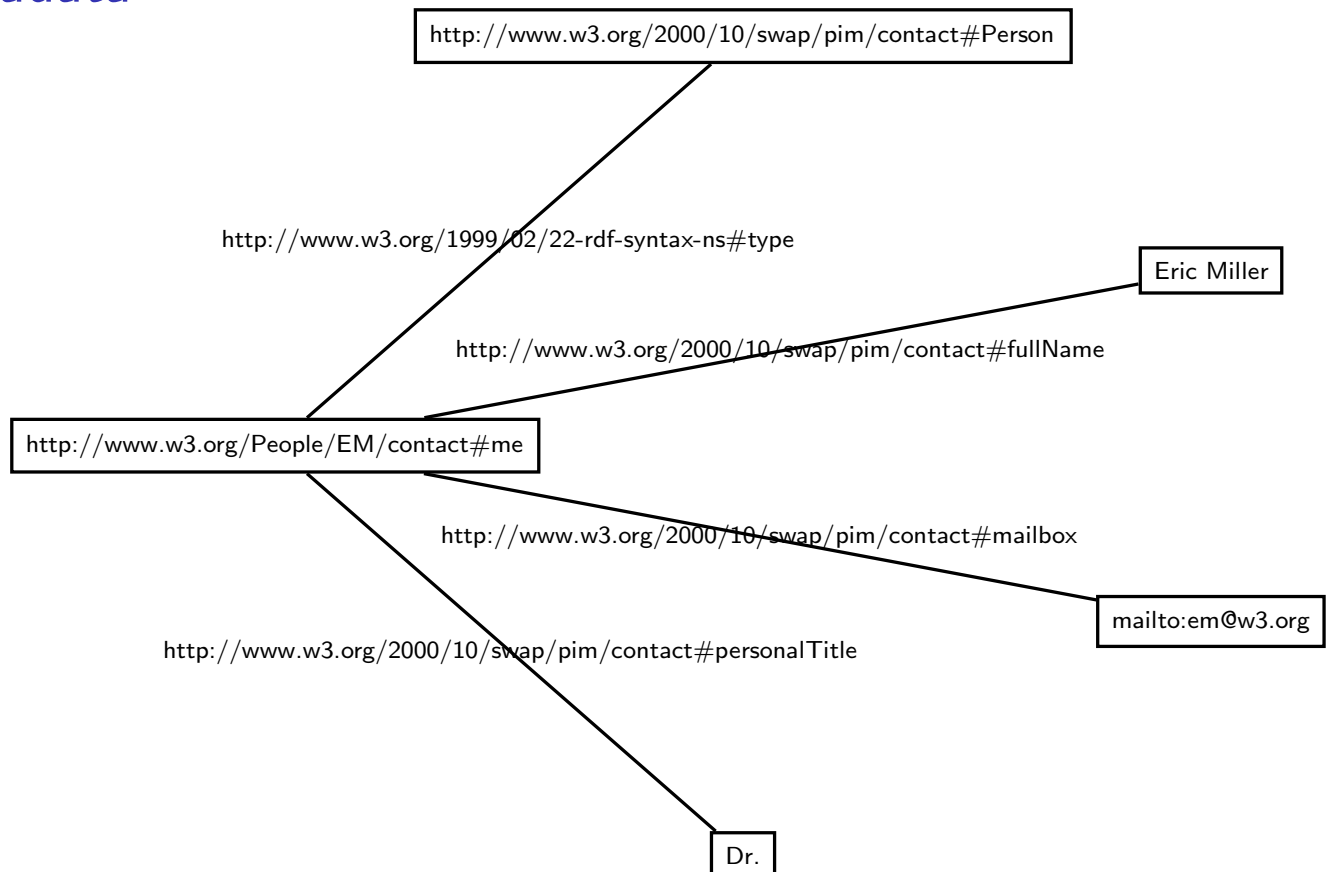 http://www.w3.org/2000/10/swap/pim/contact#Person
http://www.w3.org/1999/02/22-rdf-syntax-ns#type
Eric Miller
http://www.w3.org/2000/10/swap/pim/contact#fullName
http://www.w3.org/People/EM/contact#me
http://www.w3.org/2000/10/swap/pim/contact#mailbox
mailto:em@w3.org
http://www.w3.org/2000/10/swap/pim/contact#personalTitle
Dr.